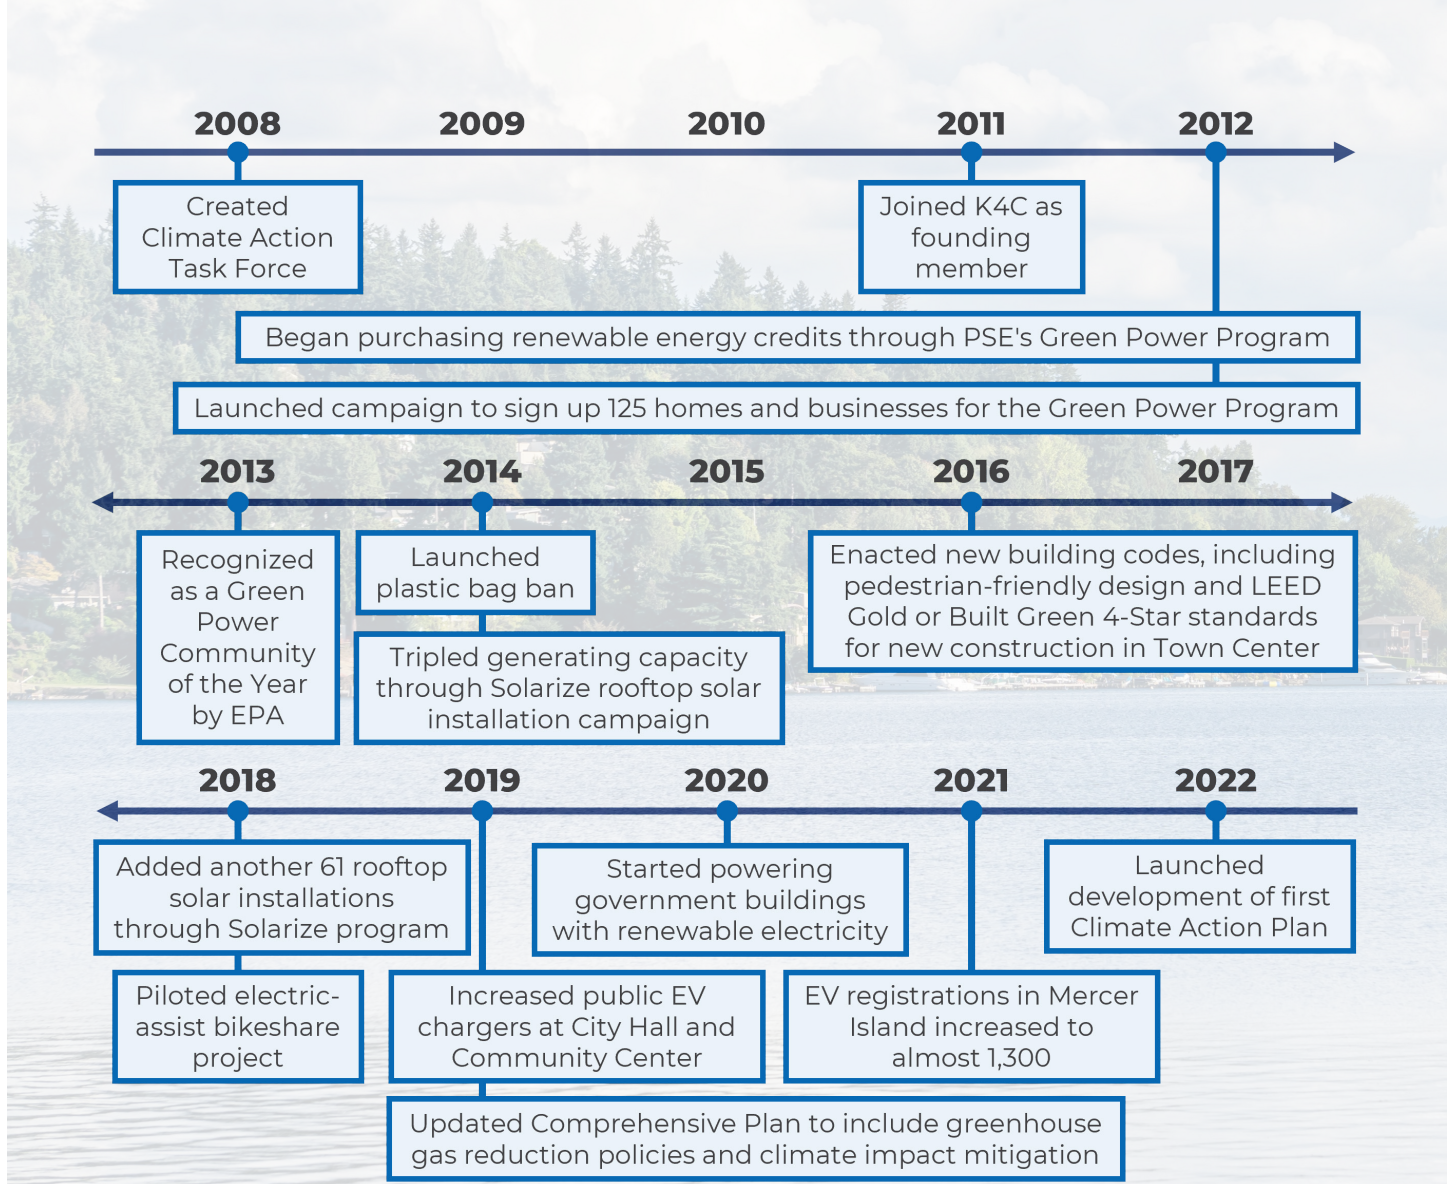 2008 2009 2010 2011 2012
Created
Climate Action
Task Force
Joined K4C as
founding
member
Began purchasing renewable energy credits through PSE's Green Power Program
Launched campaign to sign up 125 homes and businesses for the Green Power Program
2013 2014 2015 2016 2017
Recognized
as a Green
Power
Community
of the Year
by EPA
Launched
plastic bag ban
Tripled generating capacity
through Solarize rooftop solar
installation campaign
Enacted new building codes, including
pedestrian-friendly design and LEED
Gold or Built Green 4-Star standards
for new construction in Town Center
2018 2019 2020 2021 2022
Added another 61 rooftop
solar installations
through Solarize program
Piloted electric-
assist bikeshare
project
Increased public EV
chargers at City Hall and
Community Center
Updated Comprehensive Plan to include greenhouse
gas reduction policies and climate impact mitigation
Started powering
government buildings
with renewable electricity
EV registrations in Mercer
Island increased to
almost 1,300
Launched
development of first
Climate Action Plan